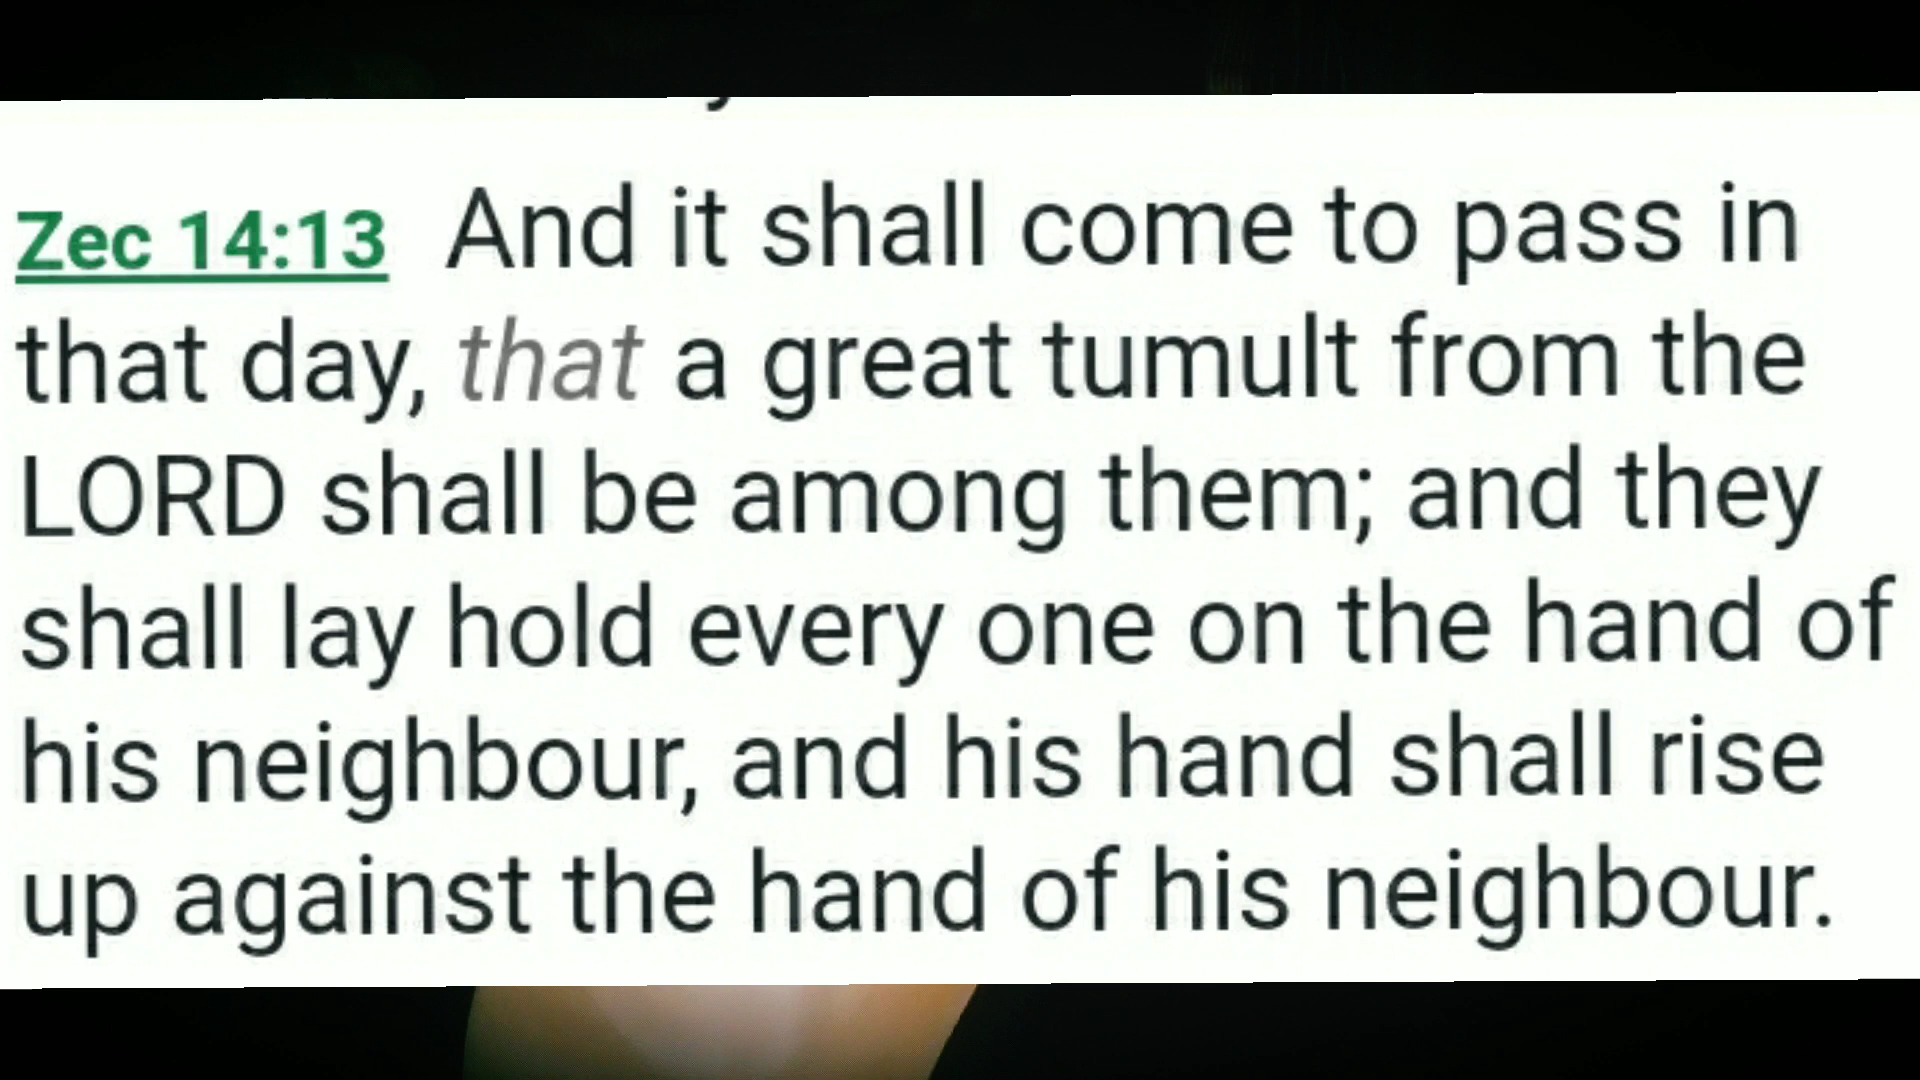 Zec 14:13 And it shall come to pass in
that day, that a great tumult from the
LORD shall be among them; and they
shall lay hold every one on the hand of
his neighbour, and his hand shall rise
up against the hand of his neighbour.